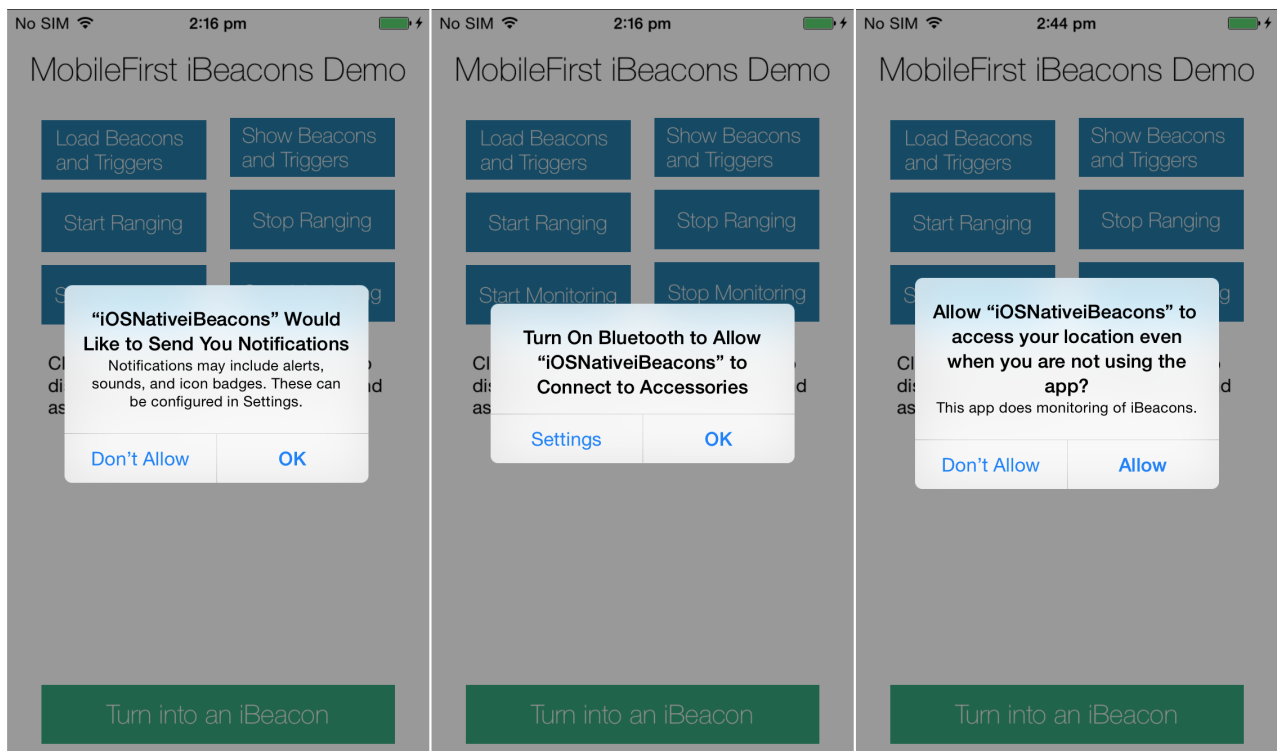 No SIM 2:16 pm
MobileFirst iBeacons Demo
Load Beacons
and Triggers
Show Beacons
and Triggers
Start Ranging
Stop Ranging
“iOSNativeiBeacons” Would
Like to Send You Notifications
Notifications may include alerts,
sounds, and icon badges. These can
be configured in Settings.
Don’t Allow
OK
Turn into an iBeacon
No SIM 2:16 pm
MobileFirst iBeacons Demo
Load Beacons
and Triggers
Show Beacons
and Triggers
Start Ranging
Stop Ranging
Start Monitoring
Stop Monitoring
Turn On Bluetooth to Allow
“iOSNativeiBeacons” to
Connect to Accessories
Settings
OK
Turn into an iBeacon
No SIM 2:44 pm
MobileFirst iBeacons Demo
Load Beacons
and Triggers
Show Beacons
and Triggers
Start Ranging
Stop Ranging
Allow “iOSNativeiBeacons” to
access your location even
when you are not using the
app?
This app does monitoring of iBeacons.
Don’t Allow
Allow
Turn into an iBeacon